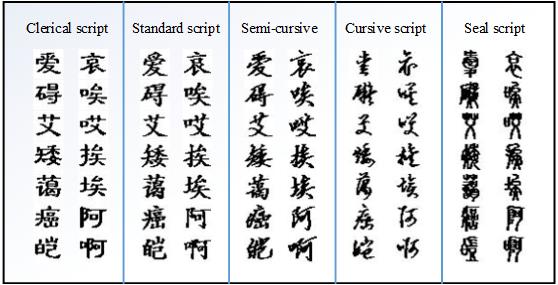 Clerical script Standard script Semi-cursive Cursive script Seal script
爱 哀 爱 哀 爱 哀 爱 哀 爱 哀
碍 唉 碍 唉 碍 唉 碍 唉 碍 唉
艾 哎 艾 哎 艾 哎 艾 哎 艾 哎
矮 挨 矮 挨 矮 挨 矮 挨 矮 挨
蔼 埃 蔼 埃 蔼 埃 蔼 埃 蔼 埃
癌 阿 癌 阿 癌 阿 癌 阿 癌 阿
皑 啊 皑 啊 皑 啊 皑 啊 皑 啊